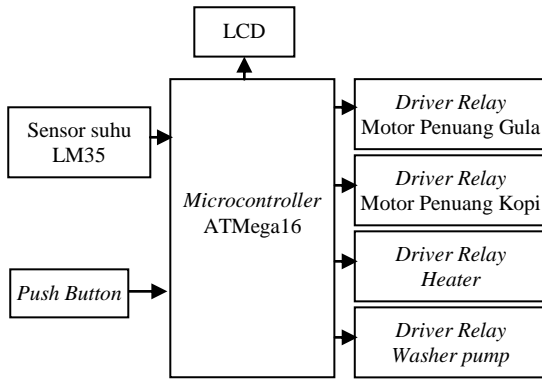 LCD
Sensor suhu
LM35
Push Button
Microcontroller
ATMega16
Driver Relay
Motor Penuang Gula
Driver Relay
Motor Penuang Kopi
Driver Relay
Heater
Driver Relay
Washer pump